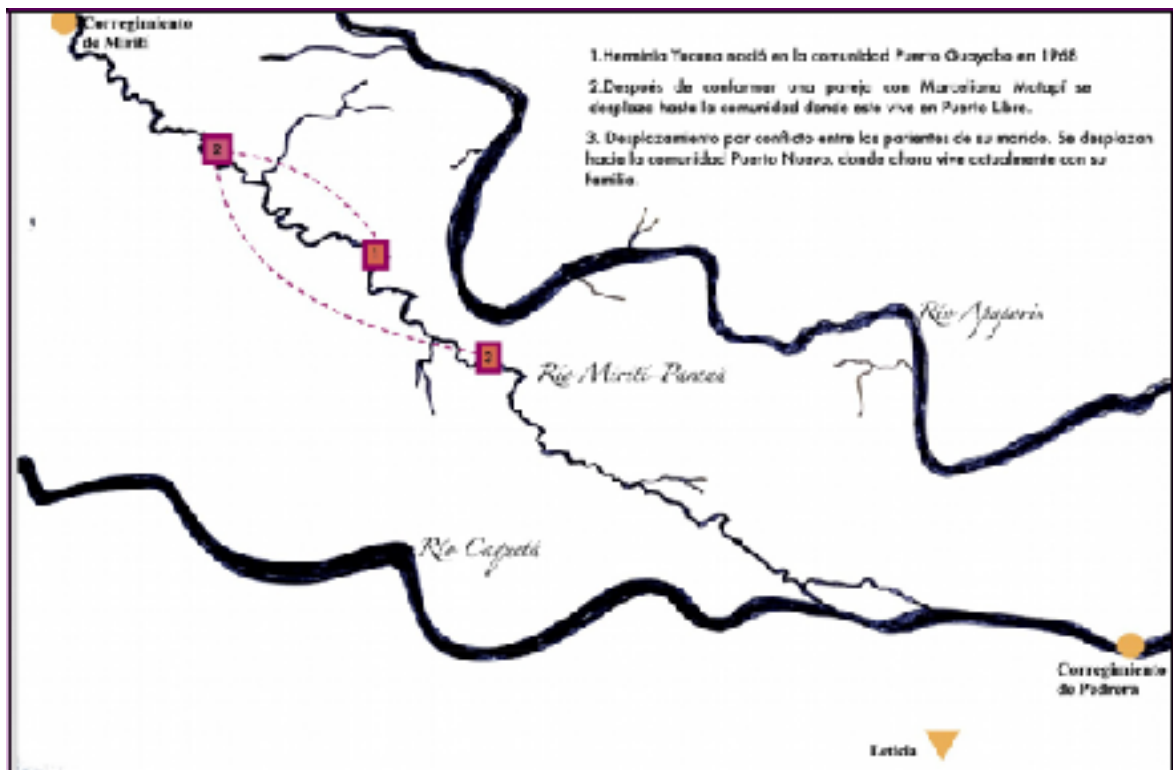 Corregimiento
de Mirití
1.Herminia Yucuna nació en la comunidad Puerto Guayabo en 1968
2.Después de conformar una pareja con Marceliano Matapí se
desplaza hasta la comunidad donde este vive en Puerto Libre.
3. Desplazamiento por conflicto entre los parientes de su marido. Se desplazan
hacia la comunidad Puerto Nuevo, donde ahora vive actualmente con su
familia.
2
1
3
Río Apaporis
Río Mirití-Paraná
Río Caquetá
Corregimiento
de Pedrera
Leticia